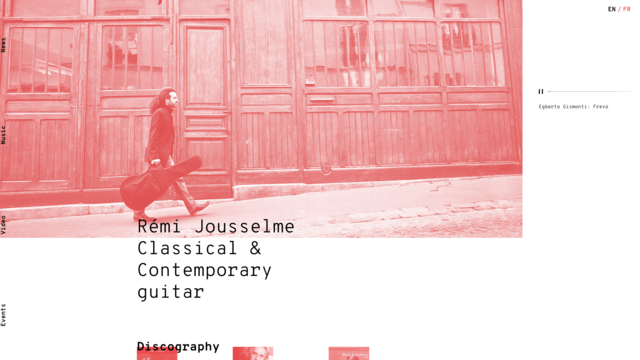 EN / FR
News
Music
Video
Events
Egberto Gismonti: Frevo
Rémi Jousselme
Classical &
Contemporary
guitar
Discography